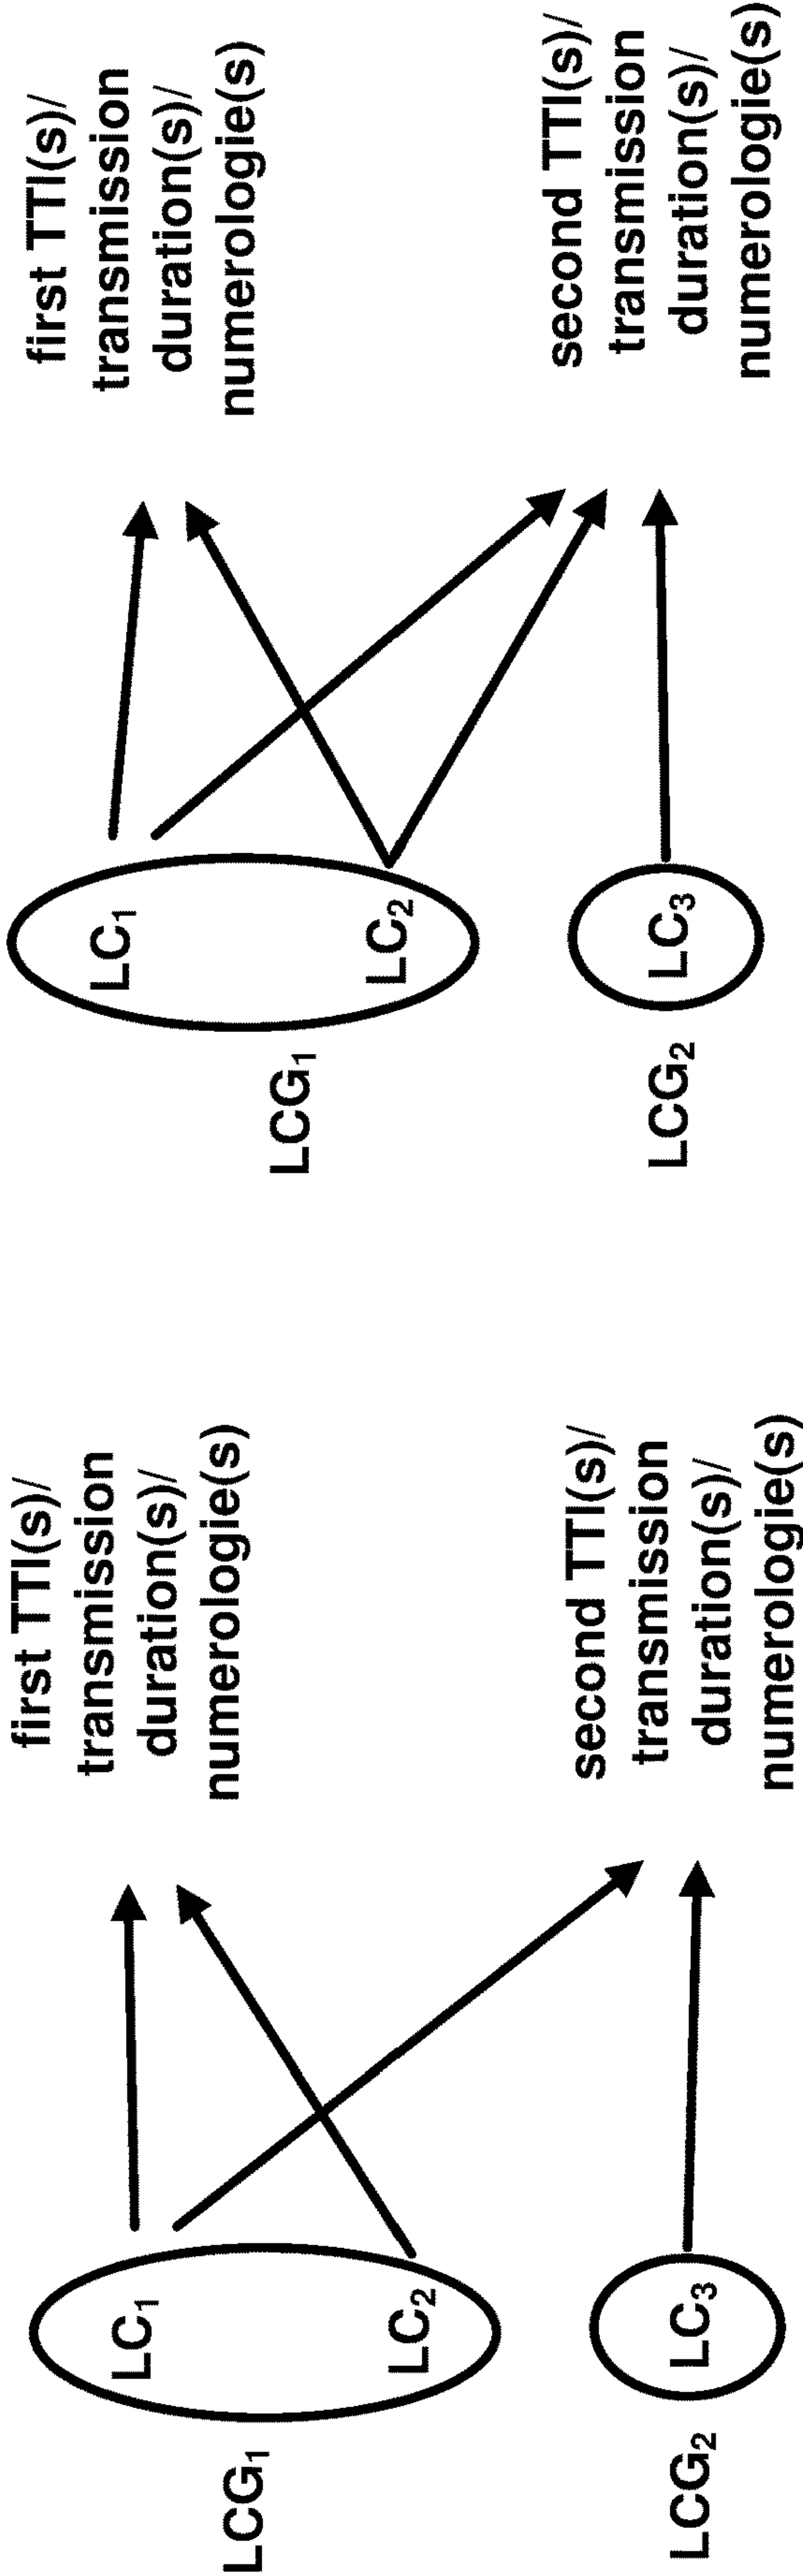 LCG₁
LC₁
LC₂
first TTI(s)/
transmission
duration(s)/
numerologie(s)
LCG₂
LC₃
second TTI(s)/
transmission
duration(s)/
numerologie(s)
LCG₁
LC₁
LC₂
first TTI(s)/
transmission
duration(s)/
numerologie(s)
LCG₂
LC₃
second TTI(s)/
transmission
duration(s)/
numerologie(s)